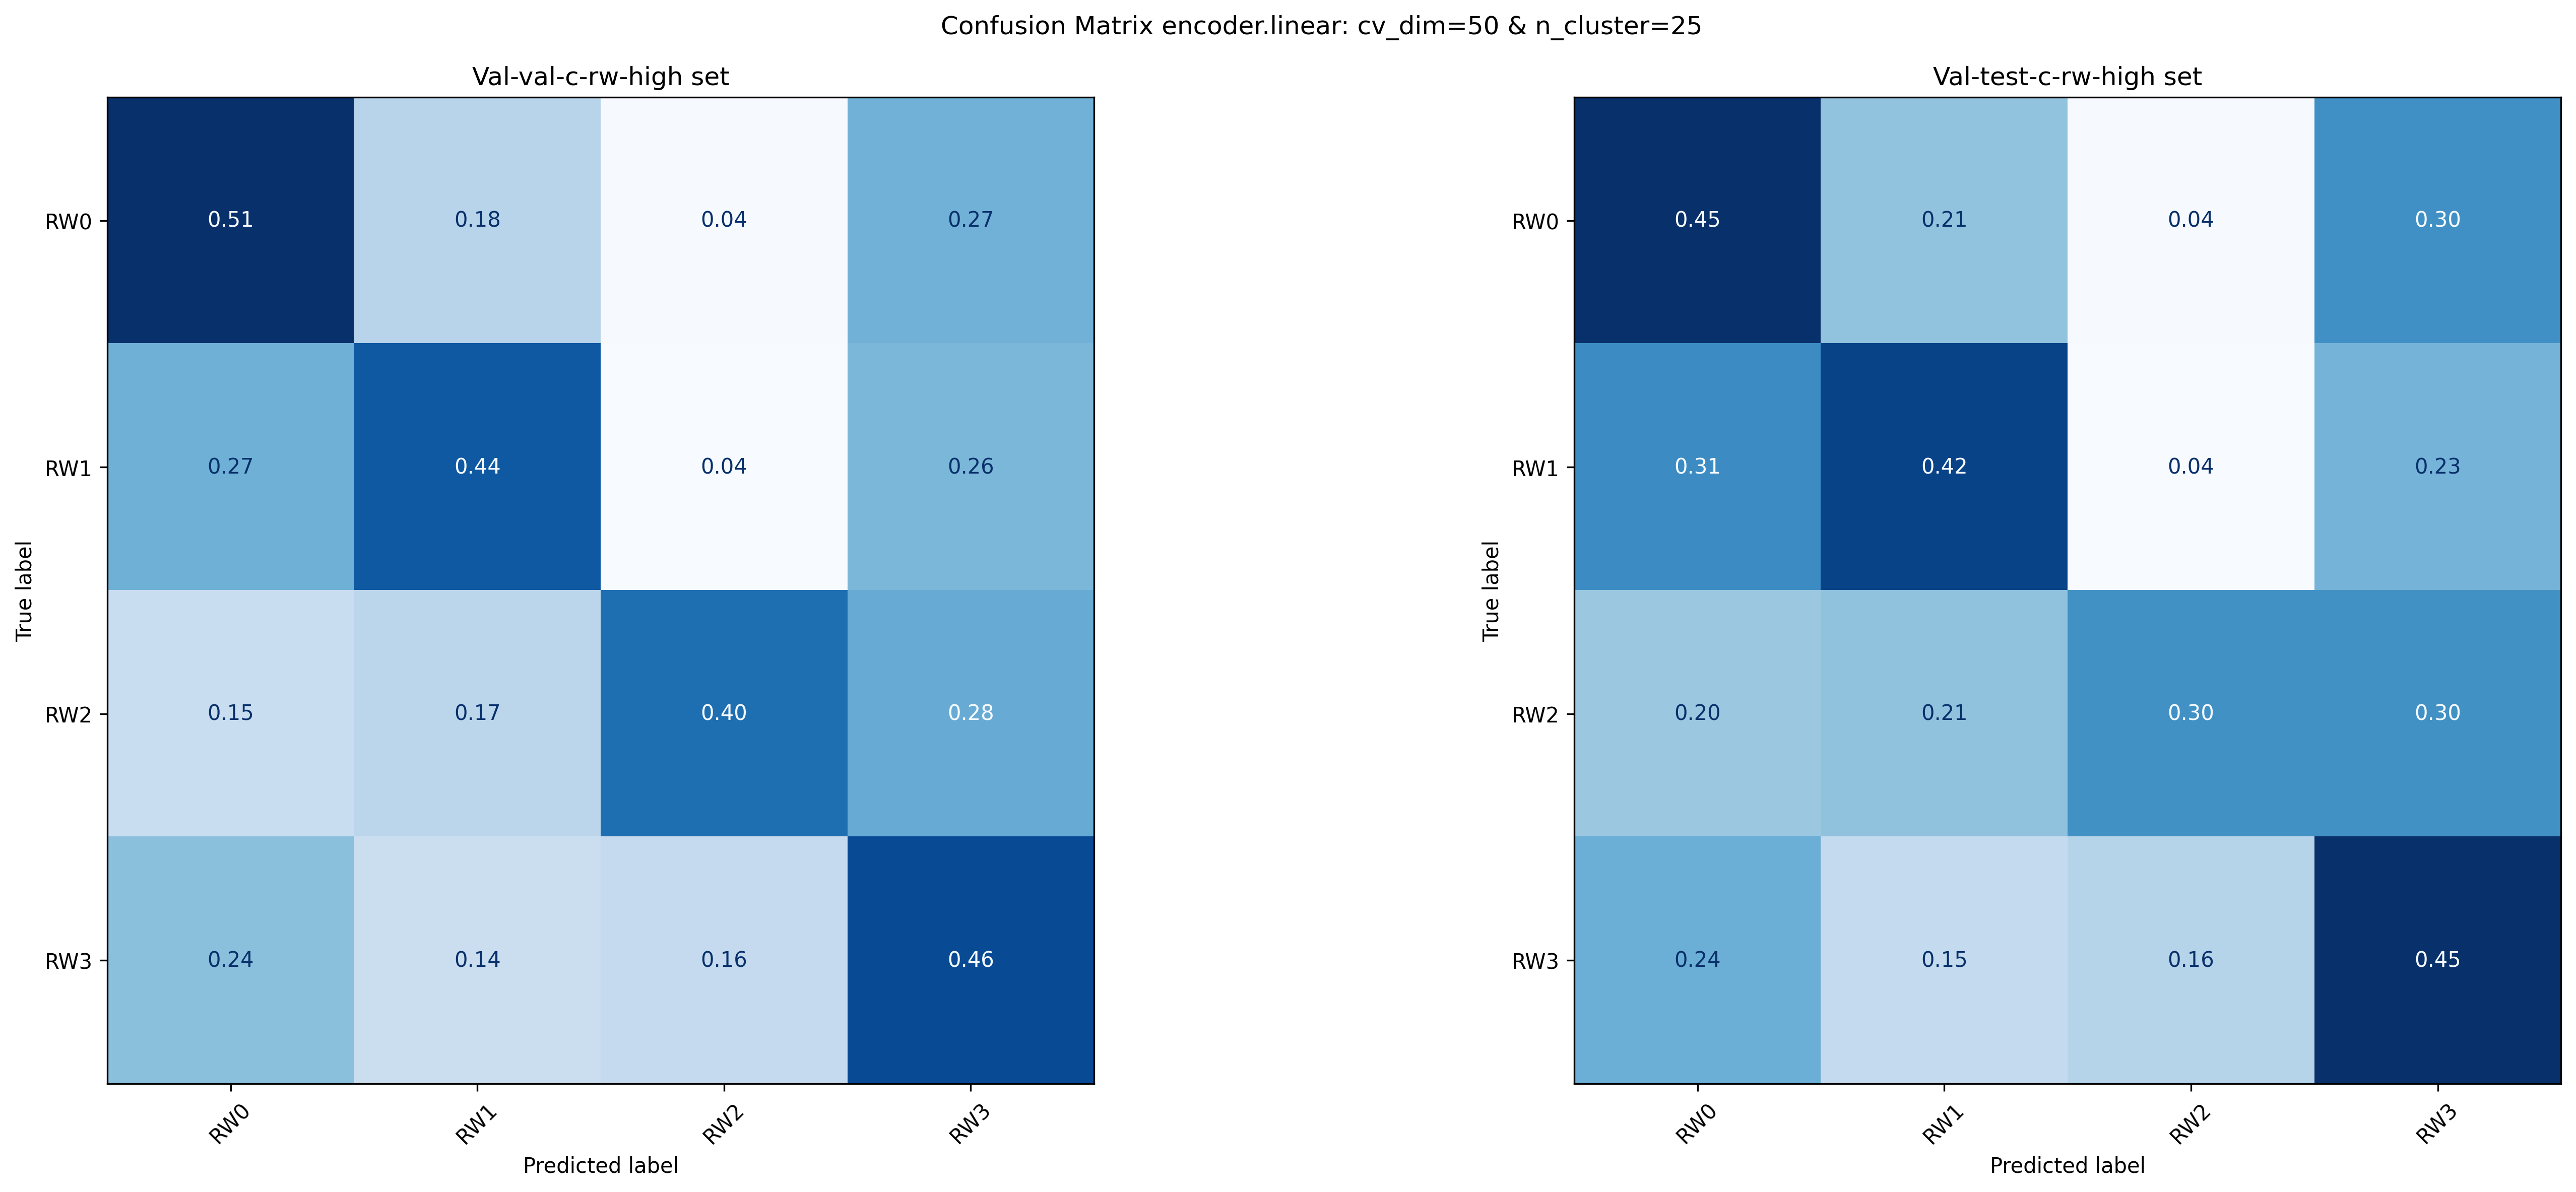 Confusion Matrix encoder.linear: cv_dim=50 & n_cluster=25
Val-val-c-rw-high set
True label
RW0
0.51 0.18 0.04 0.27
RW1
0.27 0.44 0.04 0.26
RW2
0.15 0.17 0.40 0.28
RW3
0.24 0.14 0.16 0.46
RW0 RW1 RW2 RW3
Predicted label
Val-test-c-rw-high set
True label
RW0
0.45 0.21 0.04 0.30
RW1
0.31 0.42 0.04 0.23
RW2
0.20 0.21 0.30 0.30
RW3
0.24 0.15 0.16 0.45
RW0 RW1 RW2 RW3
Predicted label